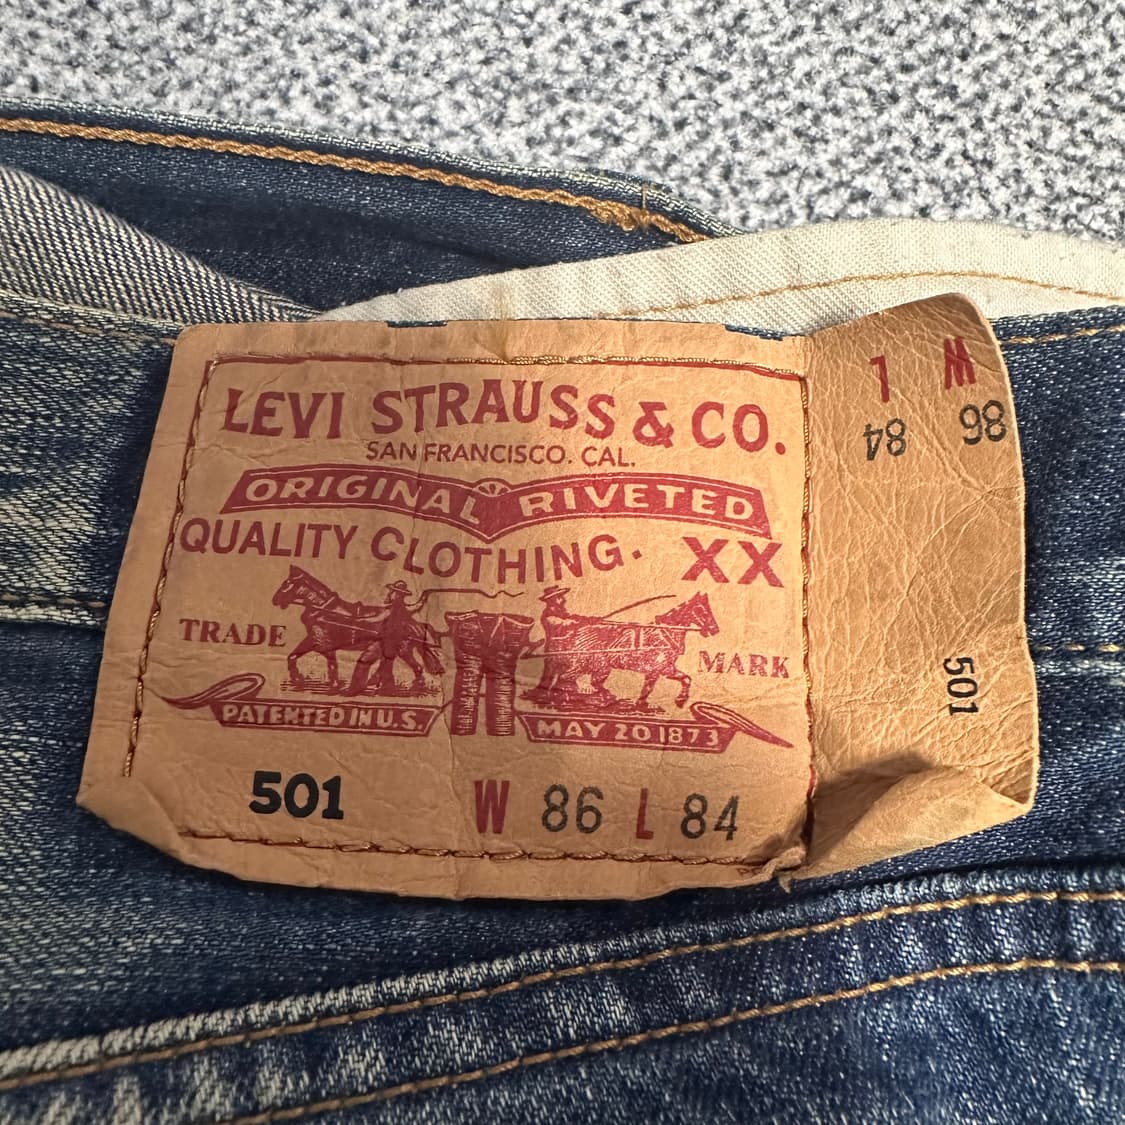 LEVI STRAUSS & CO.
SAN FRANCISCO. CAL.
ORIGINAL RIVETED
QUALITY CLOTHING. XX
TRADE MARK
PATENTED IN U.S. MAY 20 1873
501 W 86 L 84
W L
86 84
501